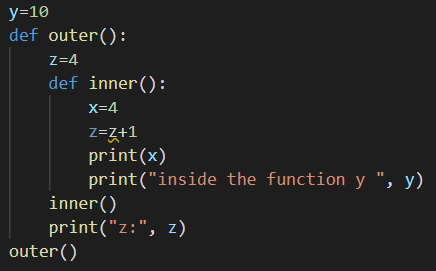 y=10
def outer():
    z=4
    def inner():
        x=4
        z=z+1
        print(x)
        print("inside the function y ", y)
    inner()
    print("z:", z)
outer()